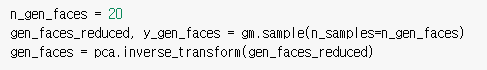 n_gen_faces = 20
gen_faces_reduced, y_gen_faces = gm.sample(n_samples=n_gen_faces)
gen_faces = pca.inverse_transform(gen_faces_reduced)